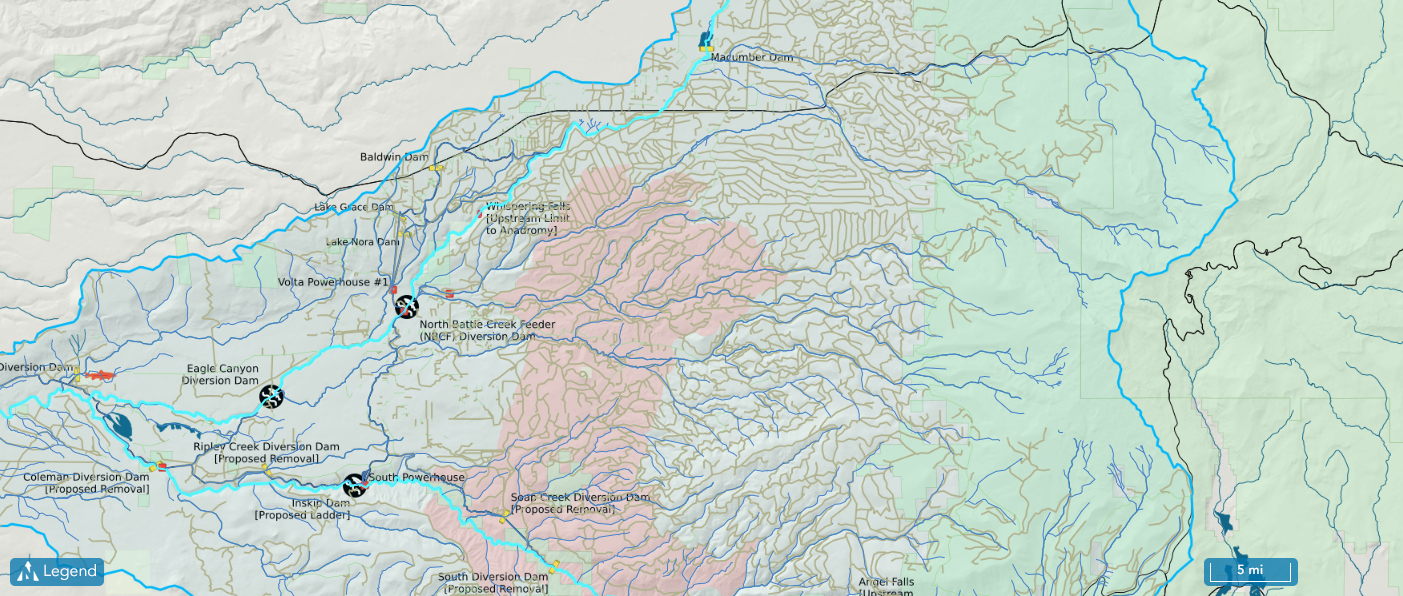 Macumber Dam
Baldwin Dam
Lake Grace Dam
Whispering Falls
[Upstream Limit
to Anadromy]
Lake Nora Dam
Volta Powerhouse #1
North Battle Creek Feeder
(NBCF) Diversion Dam
Diversion Dam
Eagle Canyon
Diversion Dam
Ripley Creek Diversion Dam
[Proposed Removal]
Coleman Diversion Dam
[Proposed Removal]
South Powerhouse
Inskip Dam
[Proposed Ladder]
Soap Creek Diversion Dam
[Proposed Removal]
South Diversion Dam
[Proposed Removal]
Angel Falls
[Upstream
Legend
5 mi